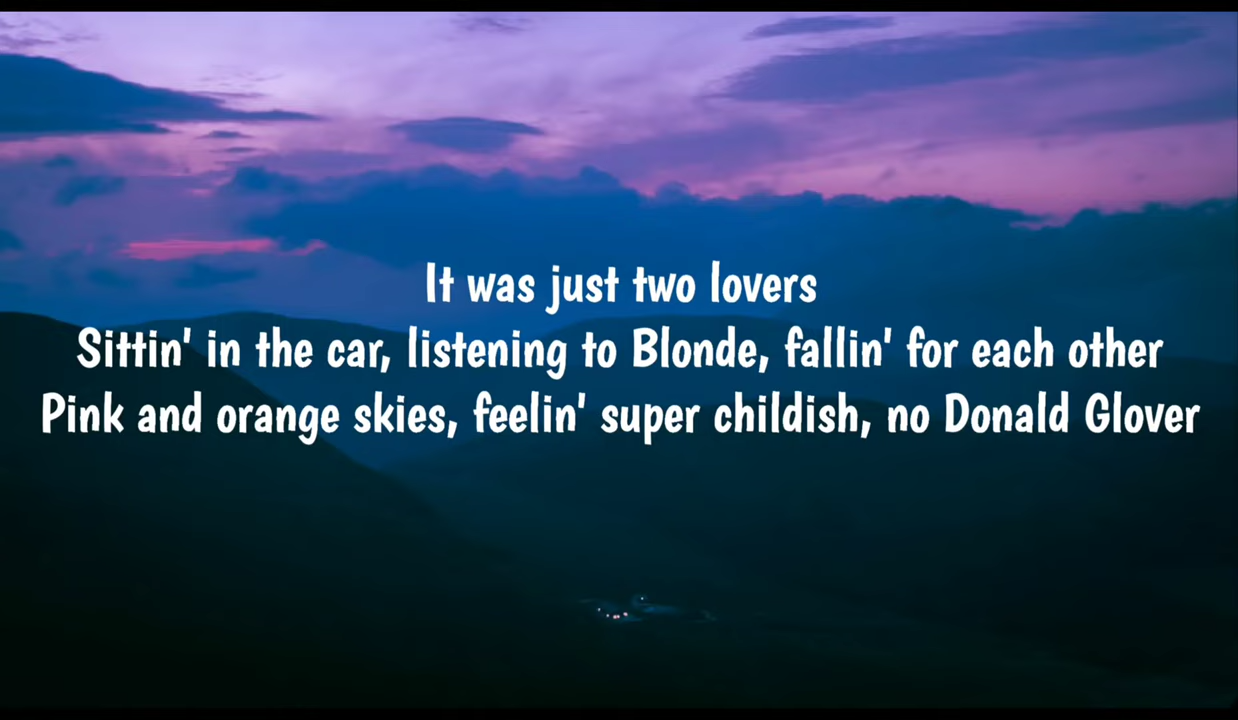 It was just two lovers
Sittin' in the car, listening to Blonde, fallin' for each other
Pink and orange skies, feelin' super childish, no Donald Glover